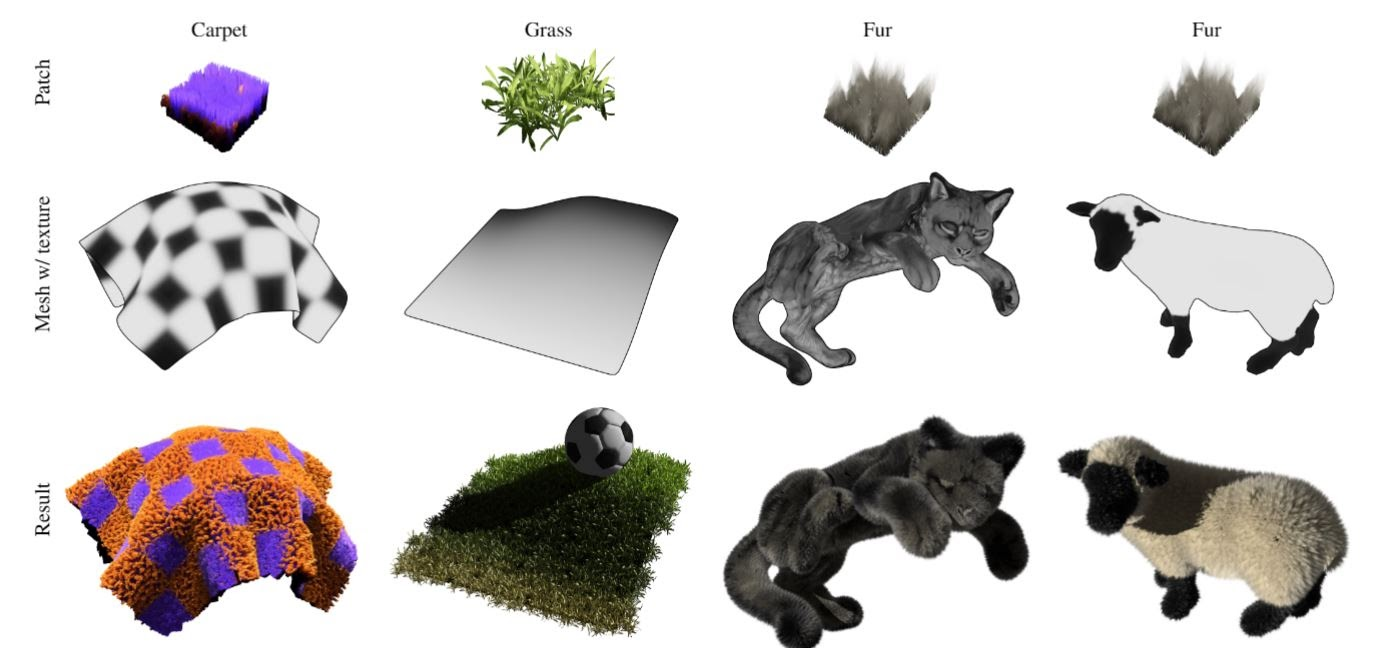 Carpet Grass Fur Fur
Patch
Mesh w/ texture
Result